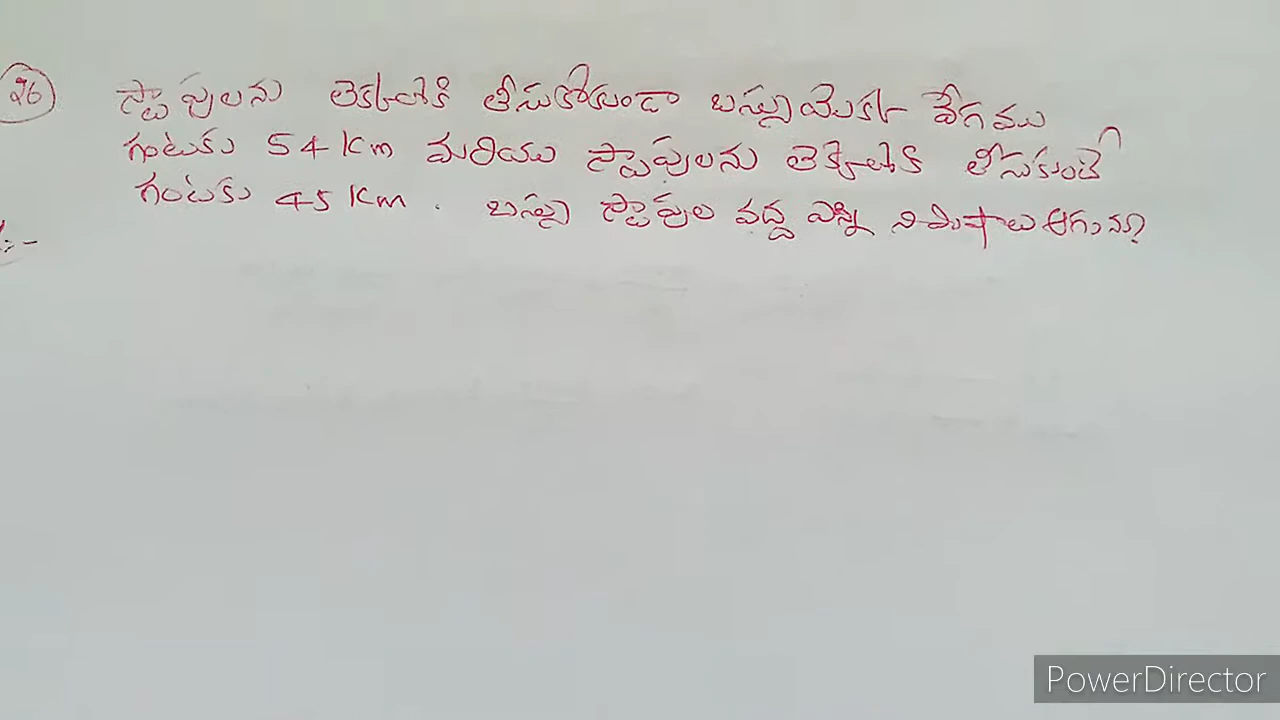 26 స్టాపులను లెక్కలోకి తీసుకోకుండా బస్సుయొక్క వేగము
గంటకు 54 Km మరియు స్టాపులను లెక్కలోకి తీసుకుంటే
గంటకు 45 Km . బస్సు స్టాపుల వద్ద ఎన్ని నిమిషాలు ఆగును?
:-
PowerDirector